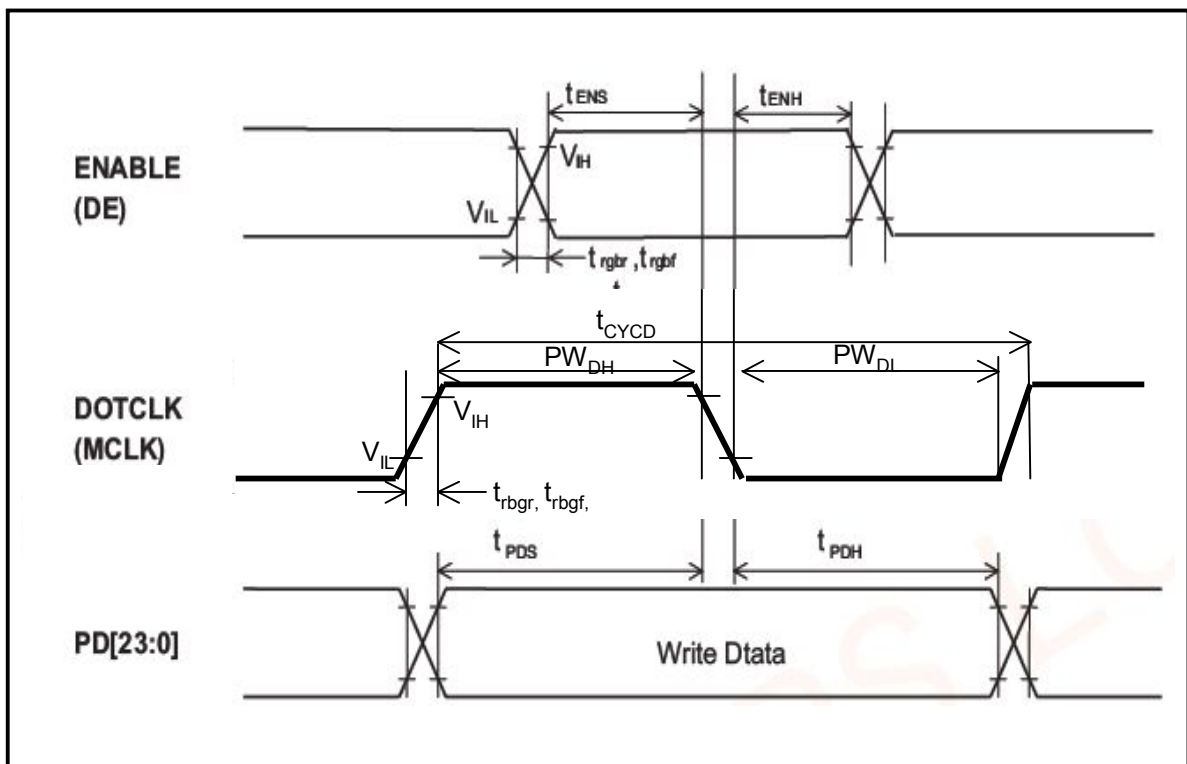 tENS
tENH
ENABLE
(DE)
VIH
VIL
trgbr ,trgbf
tCYCD
PWDH
PWDL
DOTCLK
(MCLK)
VIH
VIL
trbgr, trbgf,
tPDS
tPDH
PD[23:0]
Write Dtata